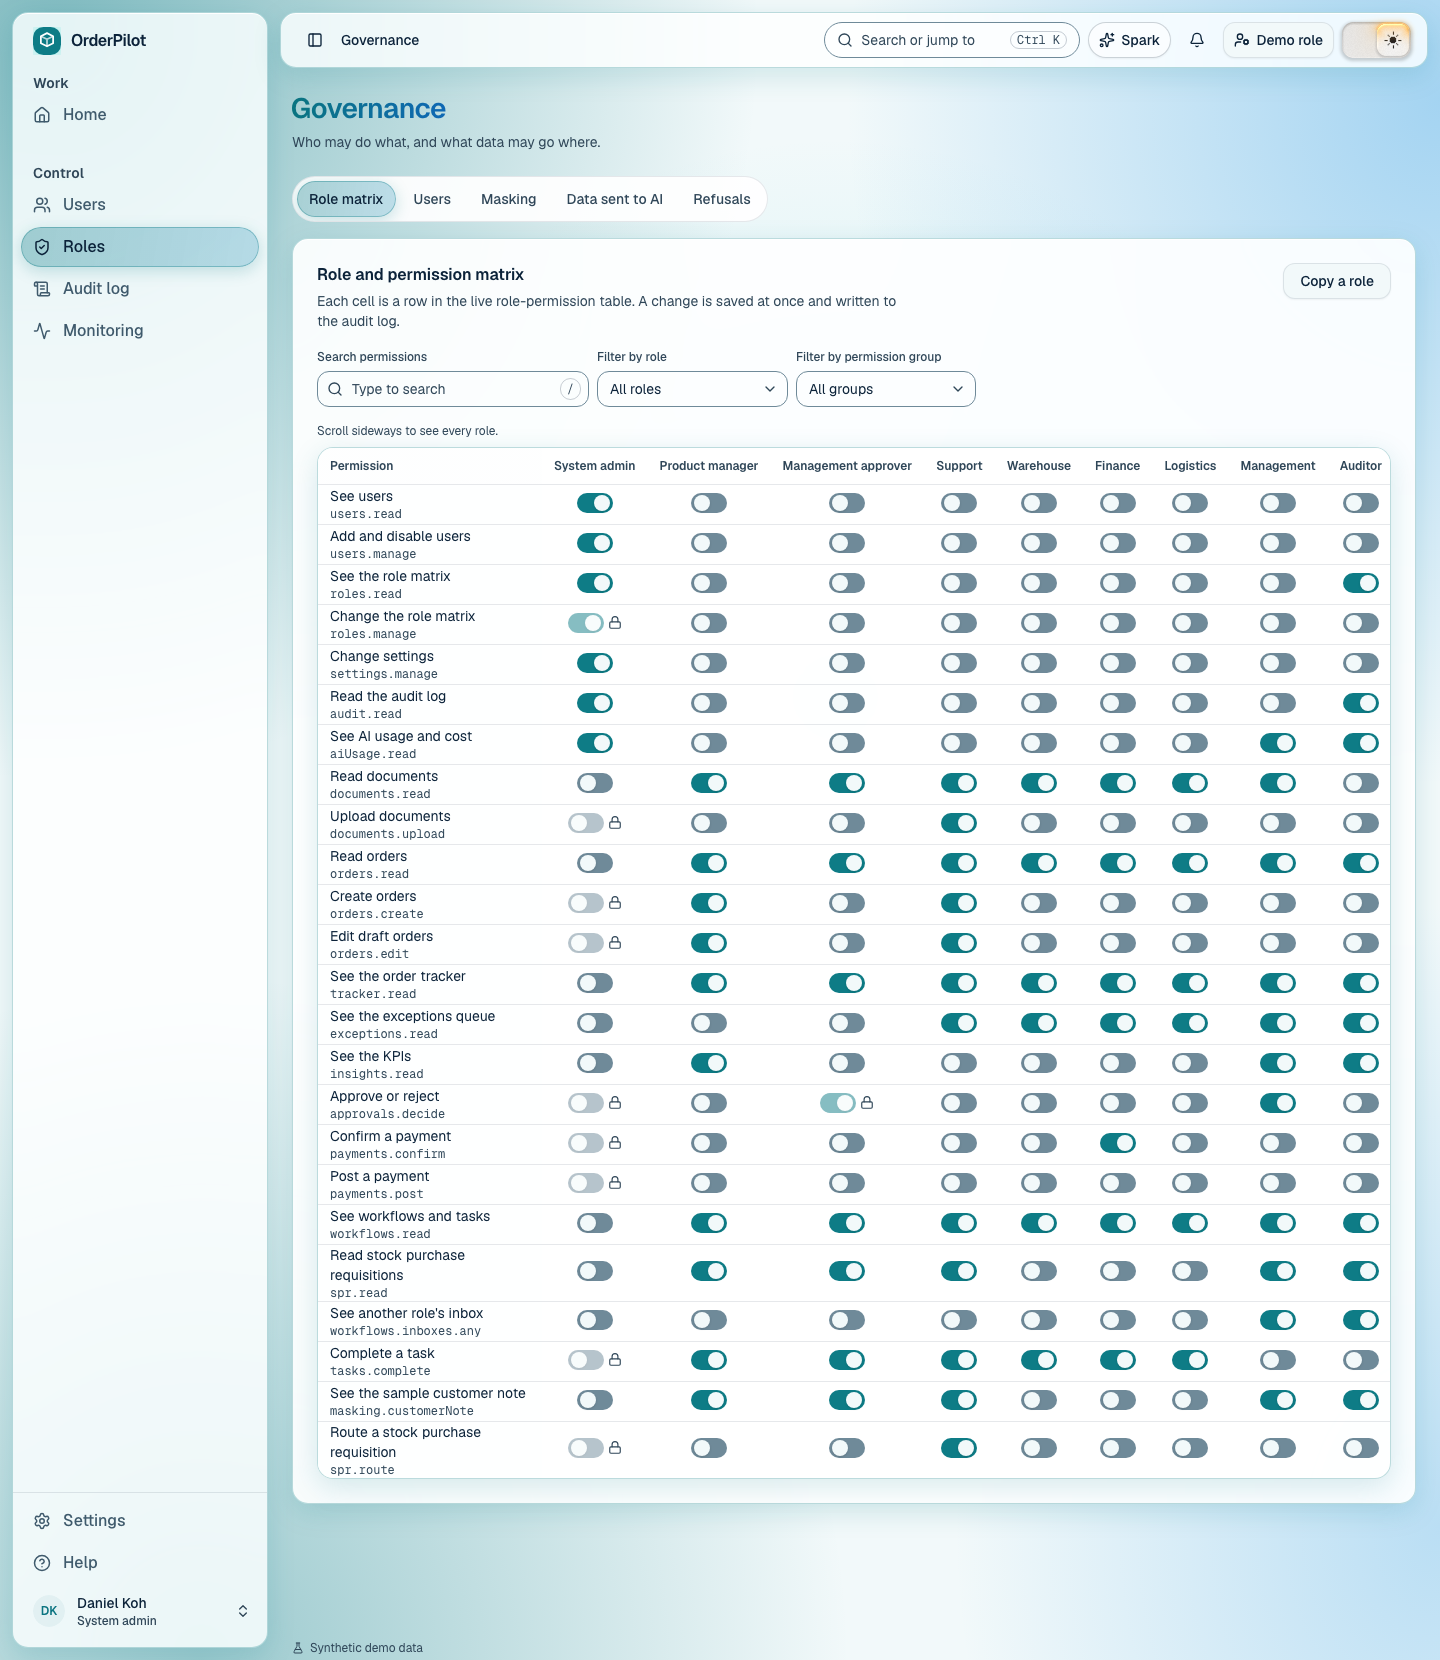 OrderPilot
Work
Home
Control
Users
Roles
Audit log
Monitoring
Settings
Help
DK
Daniel Koh
System admin
Governance
Search or jump to
Ctrl K
Spark
Demo role
Governance
Who may do what, and what data may go where.
Role matrix
Users
Masking
Data sent to AI
Refusals
Role and permission matrix
Each cell is a row in the live role-permission table. A change is saved at once and written to
the audit log.
Copy a role
Search permissions
Filter by role
Filter by permission group
Type to search
/
All roles
All groups
Scroll sideways to see every role.
Permission System admin Product manager Management approver Support Warehouse Finance Logistics Management Auditor
See users
users.read
Add and disable users
users.manage
See the role matrix
roles.read
Change the role matrix
roles.manage
Change settings
settings.manage
Read the audit log
audit.read
See AI usage and cost
aiUsage.read
Read documents
documents.read
Upload documents
documents.upload
Read orders
orders.read
Create orders
orders.create
Edit draft orders
orders.edit
See the order tracker
tracker.read
See the exceptions queue
exceptions.read
See the KPIs
insights.read
Approve or reject
approvals.decide
Confirm a payment
payments.confirm
Post a payment
payments.post
See workflows and tasks
workflows.read
Read stock purchase
requisitions
spr.read
See another role's inbox
workflows.inboxes.any
Complete a task
tasks.complete
See the sample customer note
masking.customerNote
Route a stock purchase
requisition
spr.route
Synthetic demo data